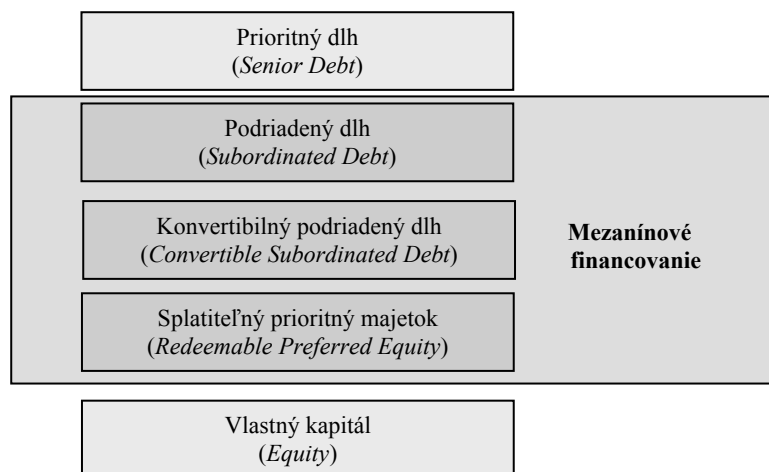 Prioritný dlh
(Senior Debt)
Podriadený dlh
(Subordinated Debt)
Konvertibilný podriadený dlh
(Convertible Subordinated Debt)
Mezanínové
financovanie
Splatiteľný prioritný majetok
(Redeemable Preferred Equity)
Vlastný kapitál
(Equity)